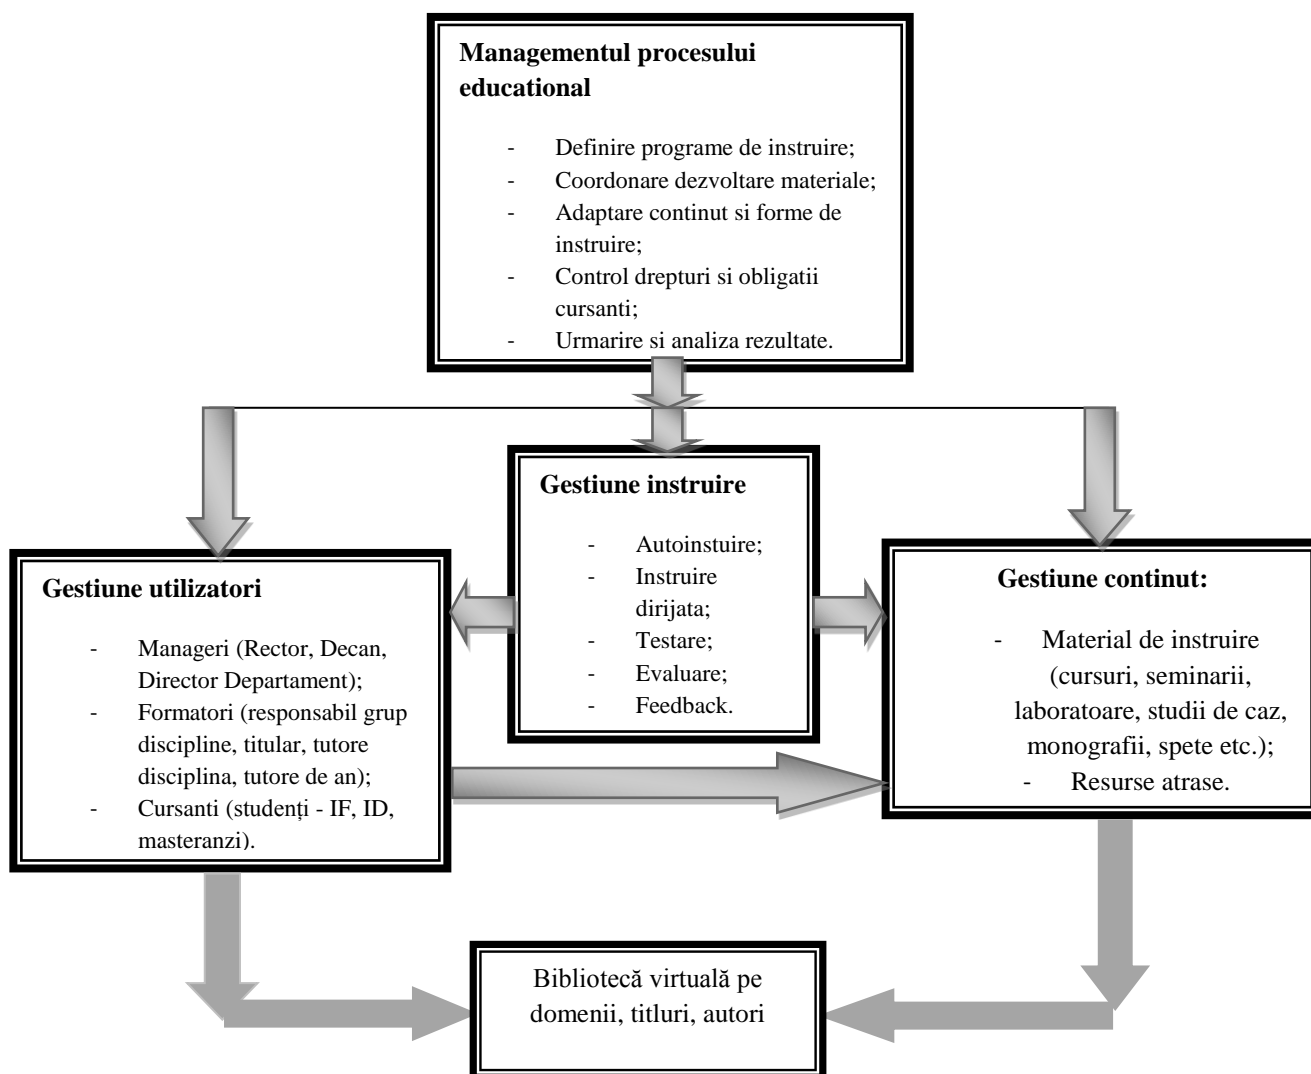 Managementul procesului
educational
- Definire programe de instruire;
- Coordonare dezvoltare materiale;
- Adaptare continut si forme de
instruire;
- Control drepturi si obligatii
cursanti;
- Urmarire si analiza rezultate.
Gestiune instruire
- Autoinstuire;
- Instruire
dirijata;
- Testare;
- Evaluare;
- Feedback.
Gestiune utilizatori
- Manageri (Rector, Decan,
Director Departament);
- Formatori (responsabil grup
discipline, titular, tutore
disciplina, tutore de an);
- Cursanti (studenți - IF, ID,
masteranzi).
Gestiune continut:
- Material de instruire
(cursuri, seminarii,
laboratoare, studii de caz,
monografii, spete etc.);
- Resurse atrase.
Bibliotecă virtuală pe
domenii, titluri, autori